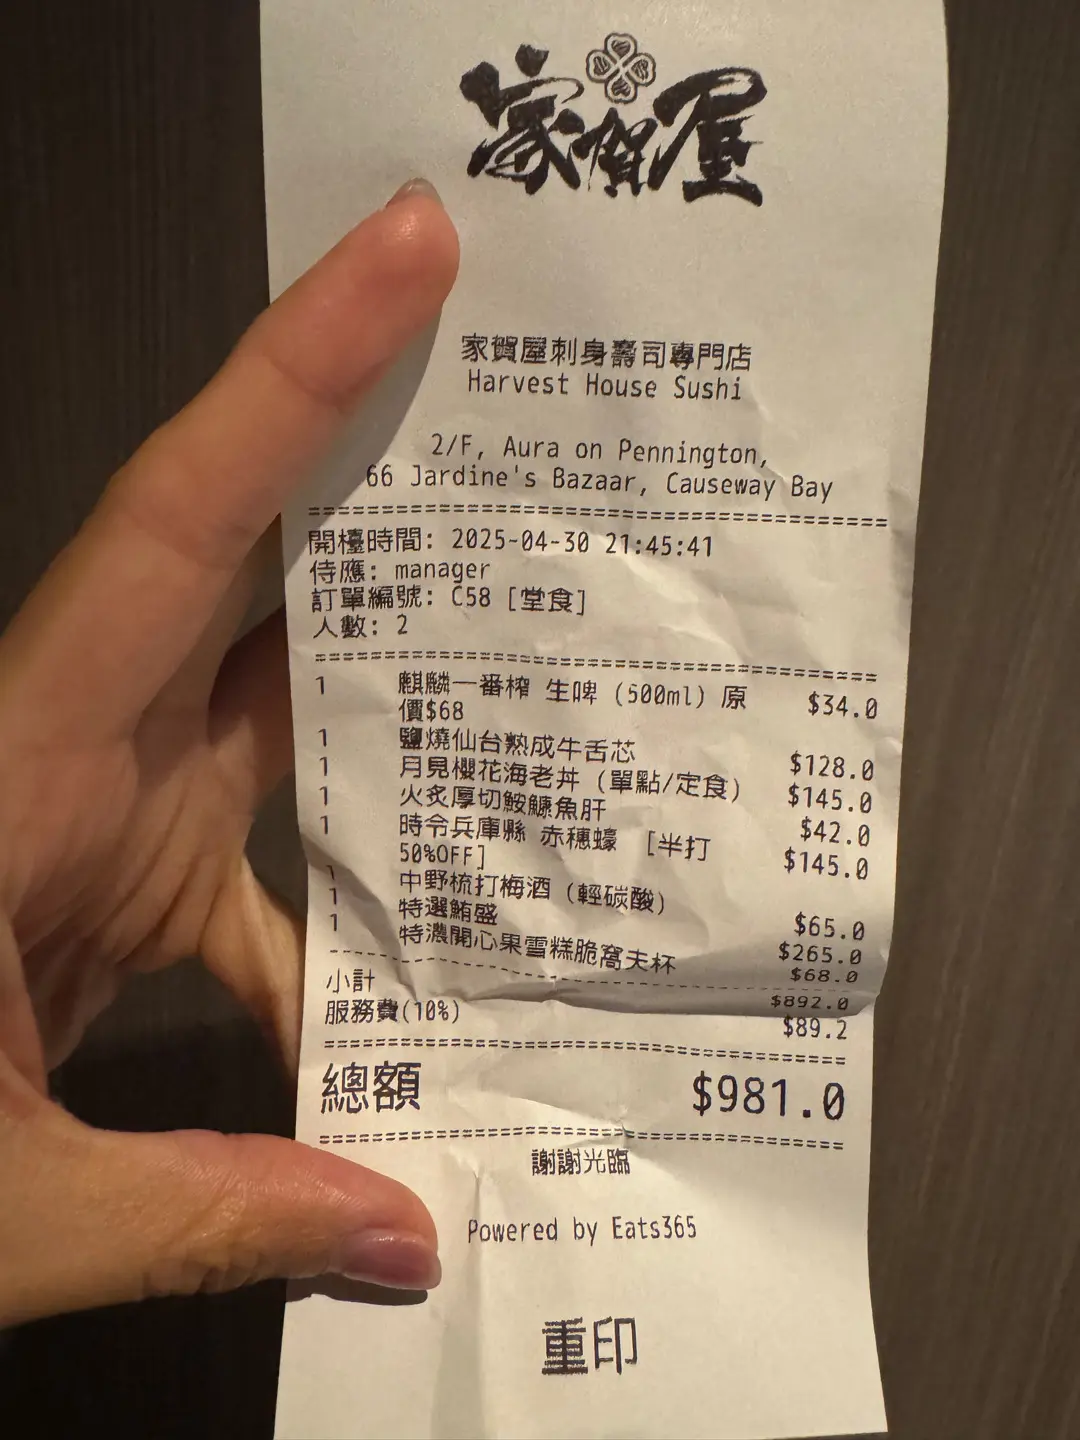 家賀屋
家賀屋刺身壽司專門店
Harvest House Sushi
2/F, Aura on Pennington,
66 Jardine's Bazaar, Causeway Bay
開檯時間: 2025-04-30 21:45:41
侍應: manager
訂單編號: C58 [堂食]
人數: 2
1 麒麟一番榨 生啤 (500ml) 原 $34.0
價$68
1 鹽燒仙台熟成牛舌芯 $128.0
1 月見櫻花海老丼 (單點/定食) $145.0
1 火炙厚切鮟鱇魚肝 $42.0
1 時令兵庫縣 赤穗蠔 [半打 $145.0
50%OFF]
1 中野梳打梅酒 (輕碳酸) $65.0
1 特選鮪盛 $265.0
1 特濃開心果雪糕脆窩夫杯 $68.0
小計 $892.0
服務費(10%) $89.2
總額 $981.0
謝謝光臨
Powered by Eats365
重印